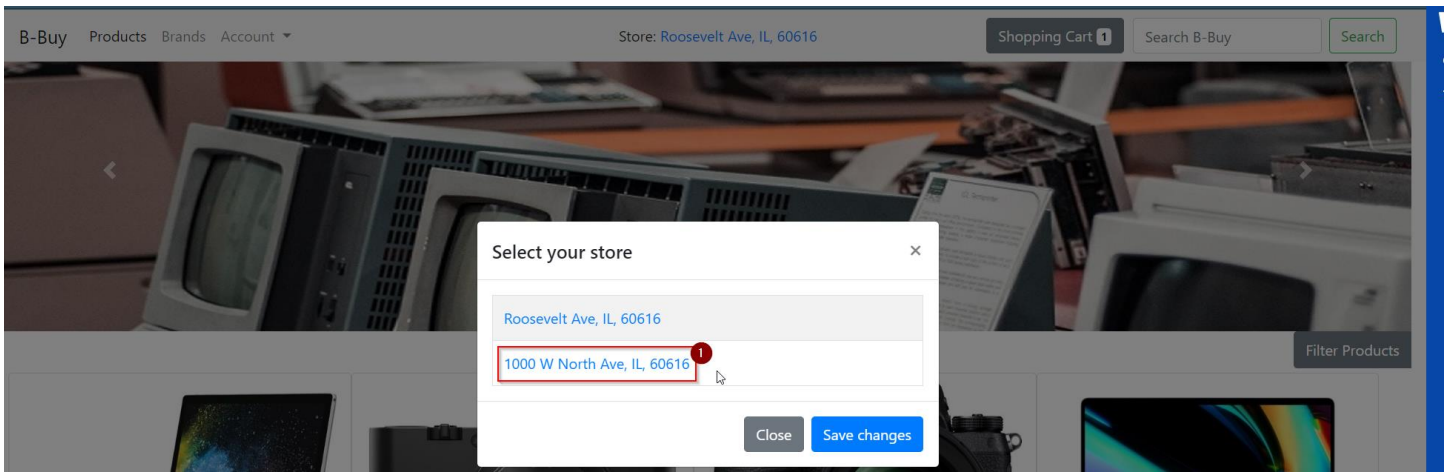 B-Buy Products Brands Account Store: Roosevelt Ave, IL, 60616 Shopping Cart 1 Search B-Buy Search
Select your store ×
Roosevelt Ave, IL, 60616
1000 W North Ave, IL, 60616 1
Filter Products
Close Save changes